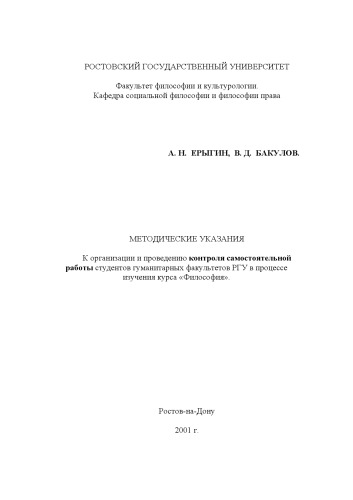 РОСТОВСКИЙ ГОСУДАРСТВЕННЫЙ УНИВЕРСИТЕТ
Факультет философии и культурологии.
Кафедра социальной философии и философии права
А. Н. ЕРЫГИН, В. Д. БАКУЛОВ.
МЕТОДИЧЕСКИЕ УКАЗАНИЯ
К организации и проведению контроля самостоятельной
работы студентов гуманитарных факультетов РГУ в процессе
изучения курса «Философия».
Ростов-на-Дону
2001 г.